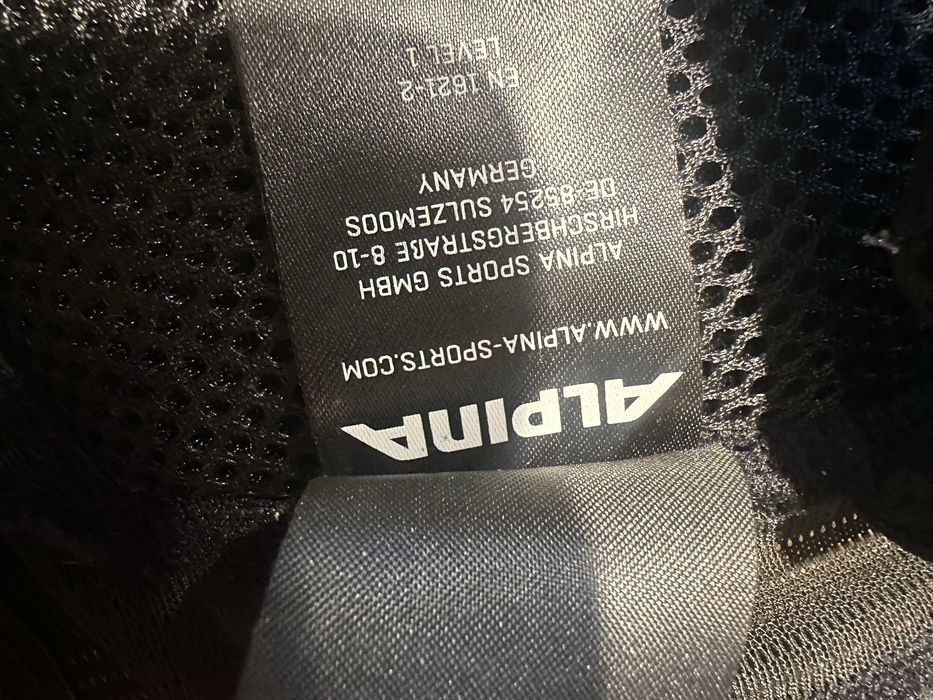 ALPINA
WWW.ALPINA-SPORTS.COM
ALPINA SPORTS GMBH
HIRSCHBERGSTRAßE 8-10
DE-85254 SULZEMOOS
GERMANY
EN 1621-2
LEVEL 1